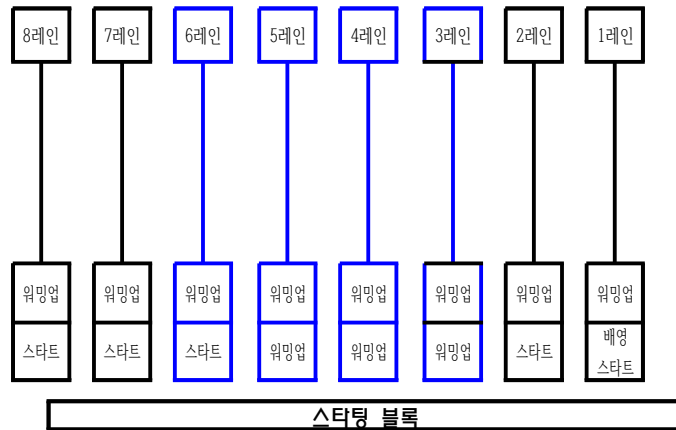 8레인 7레인 6레인 5레인 4레인 3레인 2레인 1레인
워밍업 워밍업 워밍업 워밍업 워밍업 워밍업 워밍업 워밍업
스타트 스타트 스타트 워밍업 워밍업 워밍업 스타트 배영
스타트
스타팅 블록